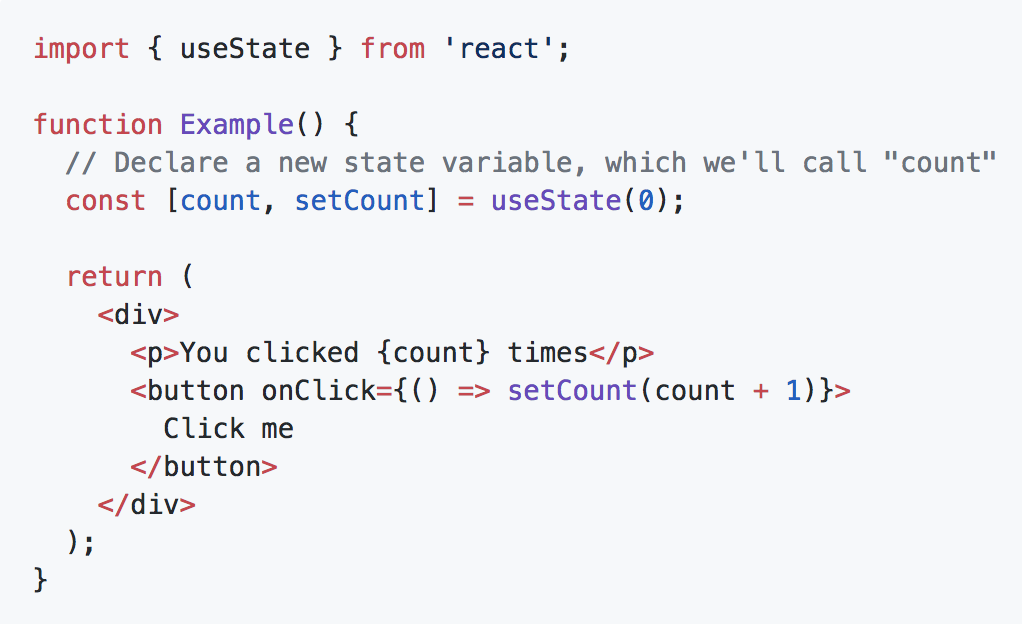 import { useState } from 'react';

function Example() {
  // Declare a new state variable, which we'll call "count"
  const [count, setCount] = useState(0);

  return (
    <div>
      <p>You clicked {count} times</p>
      <button onClick={() => setCount(count + 1)}>
        Click me
      </button>
    </div>
  );
}